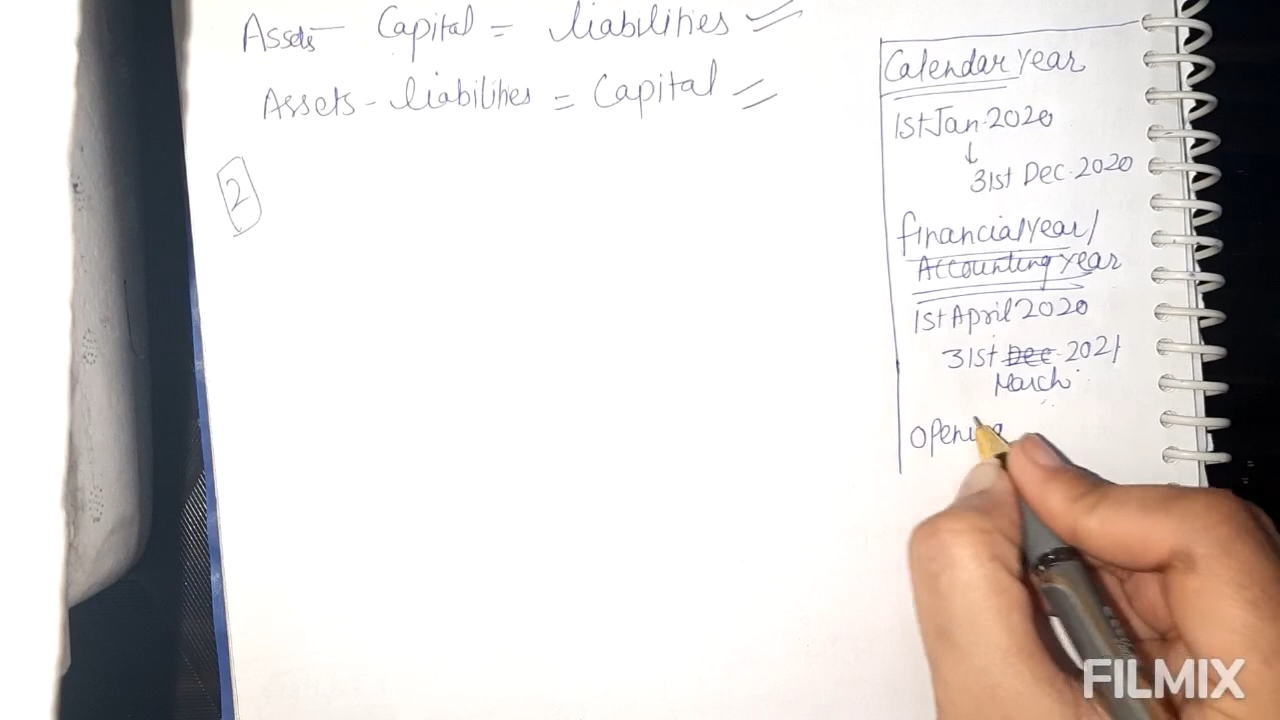 Assets - Capital = liabilities
Assets - liabilities = Capital
2
Calendar Year
1st Jan. 2020
↓
31st Dec. 2020
financial year/
Accounting year
1st April 2020
31st Dec 2021
March
opening
FILMIX